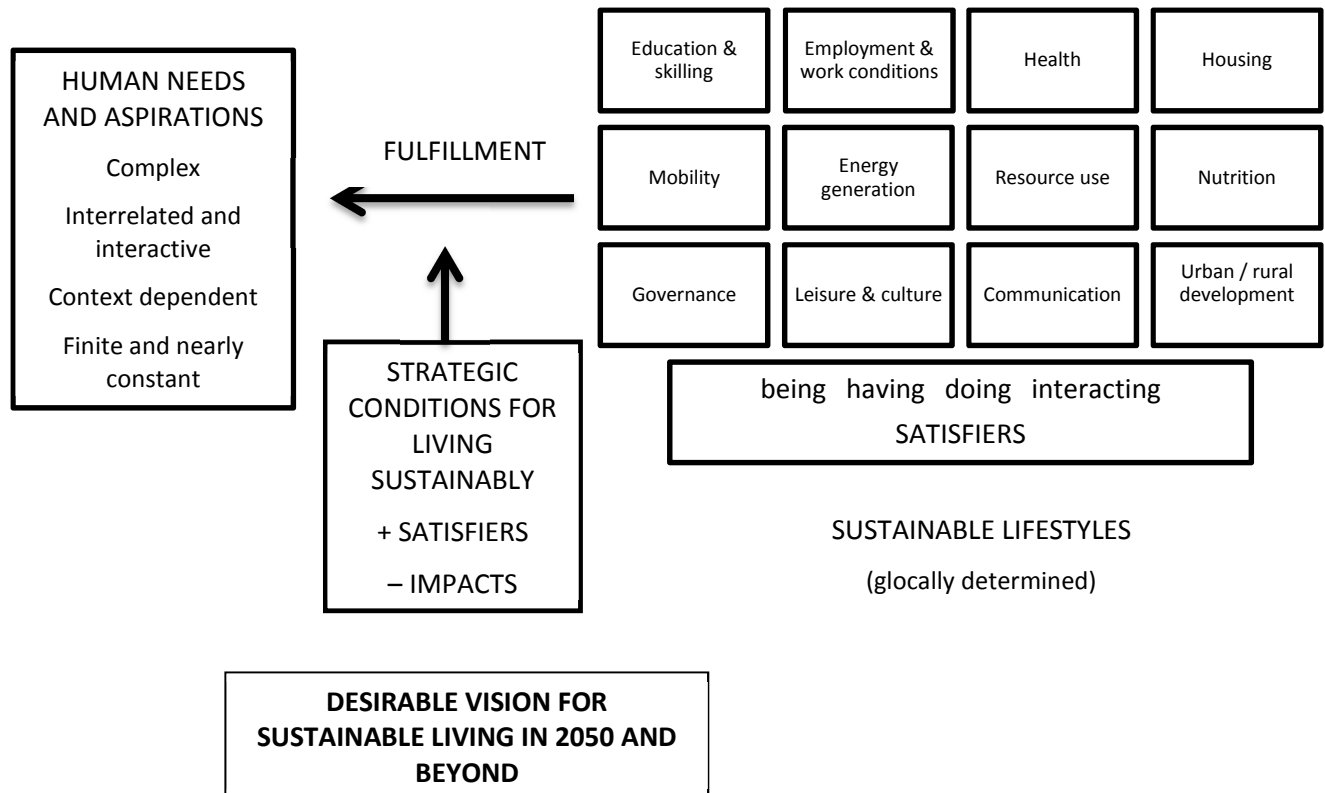 HUMAN NEEDS
AND ASPIRATIONS
Complex
Interrelated and
interactive
Context dependent
Finite and nearly
constant
FULFILLMENT
STRATEGIC
CONDITIONS FOR
LIVING
SUSTAINABLY
+ SATISFIERS
– IMPACTS
Education &
skilling
Employment &
work conditions
Health
Housing
Mobility
Energy
generation
Resource use
Nutrition
Governance
Leisure & culture
Communication
Urban / rural
development
being having doing interacting
SATISFIERS
SUSTAINABLE LIFESTYLES
(glocally determined)
DESIRABLE VISION FOR
SUSTAINABLE LIVING IN 2050 AND
BEYOND